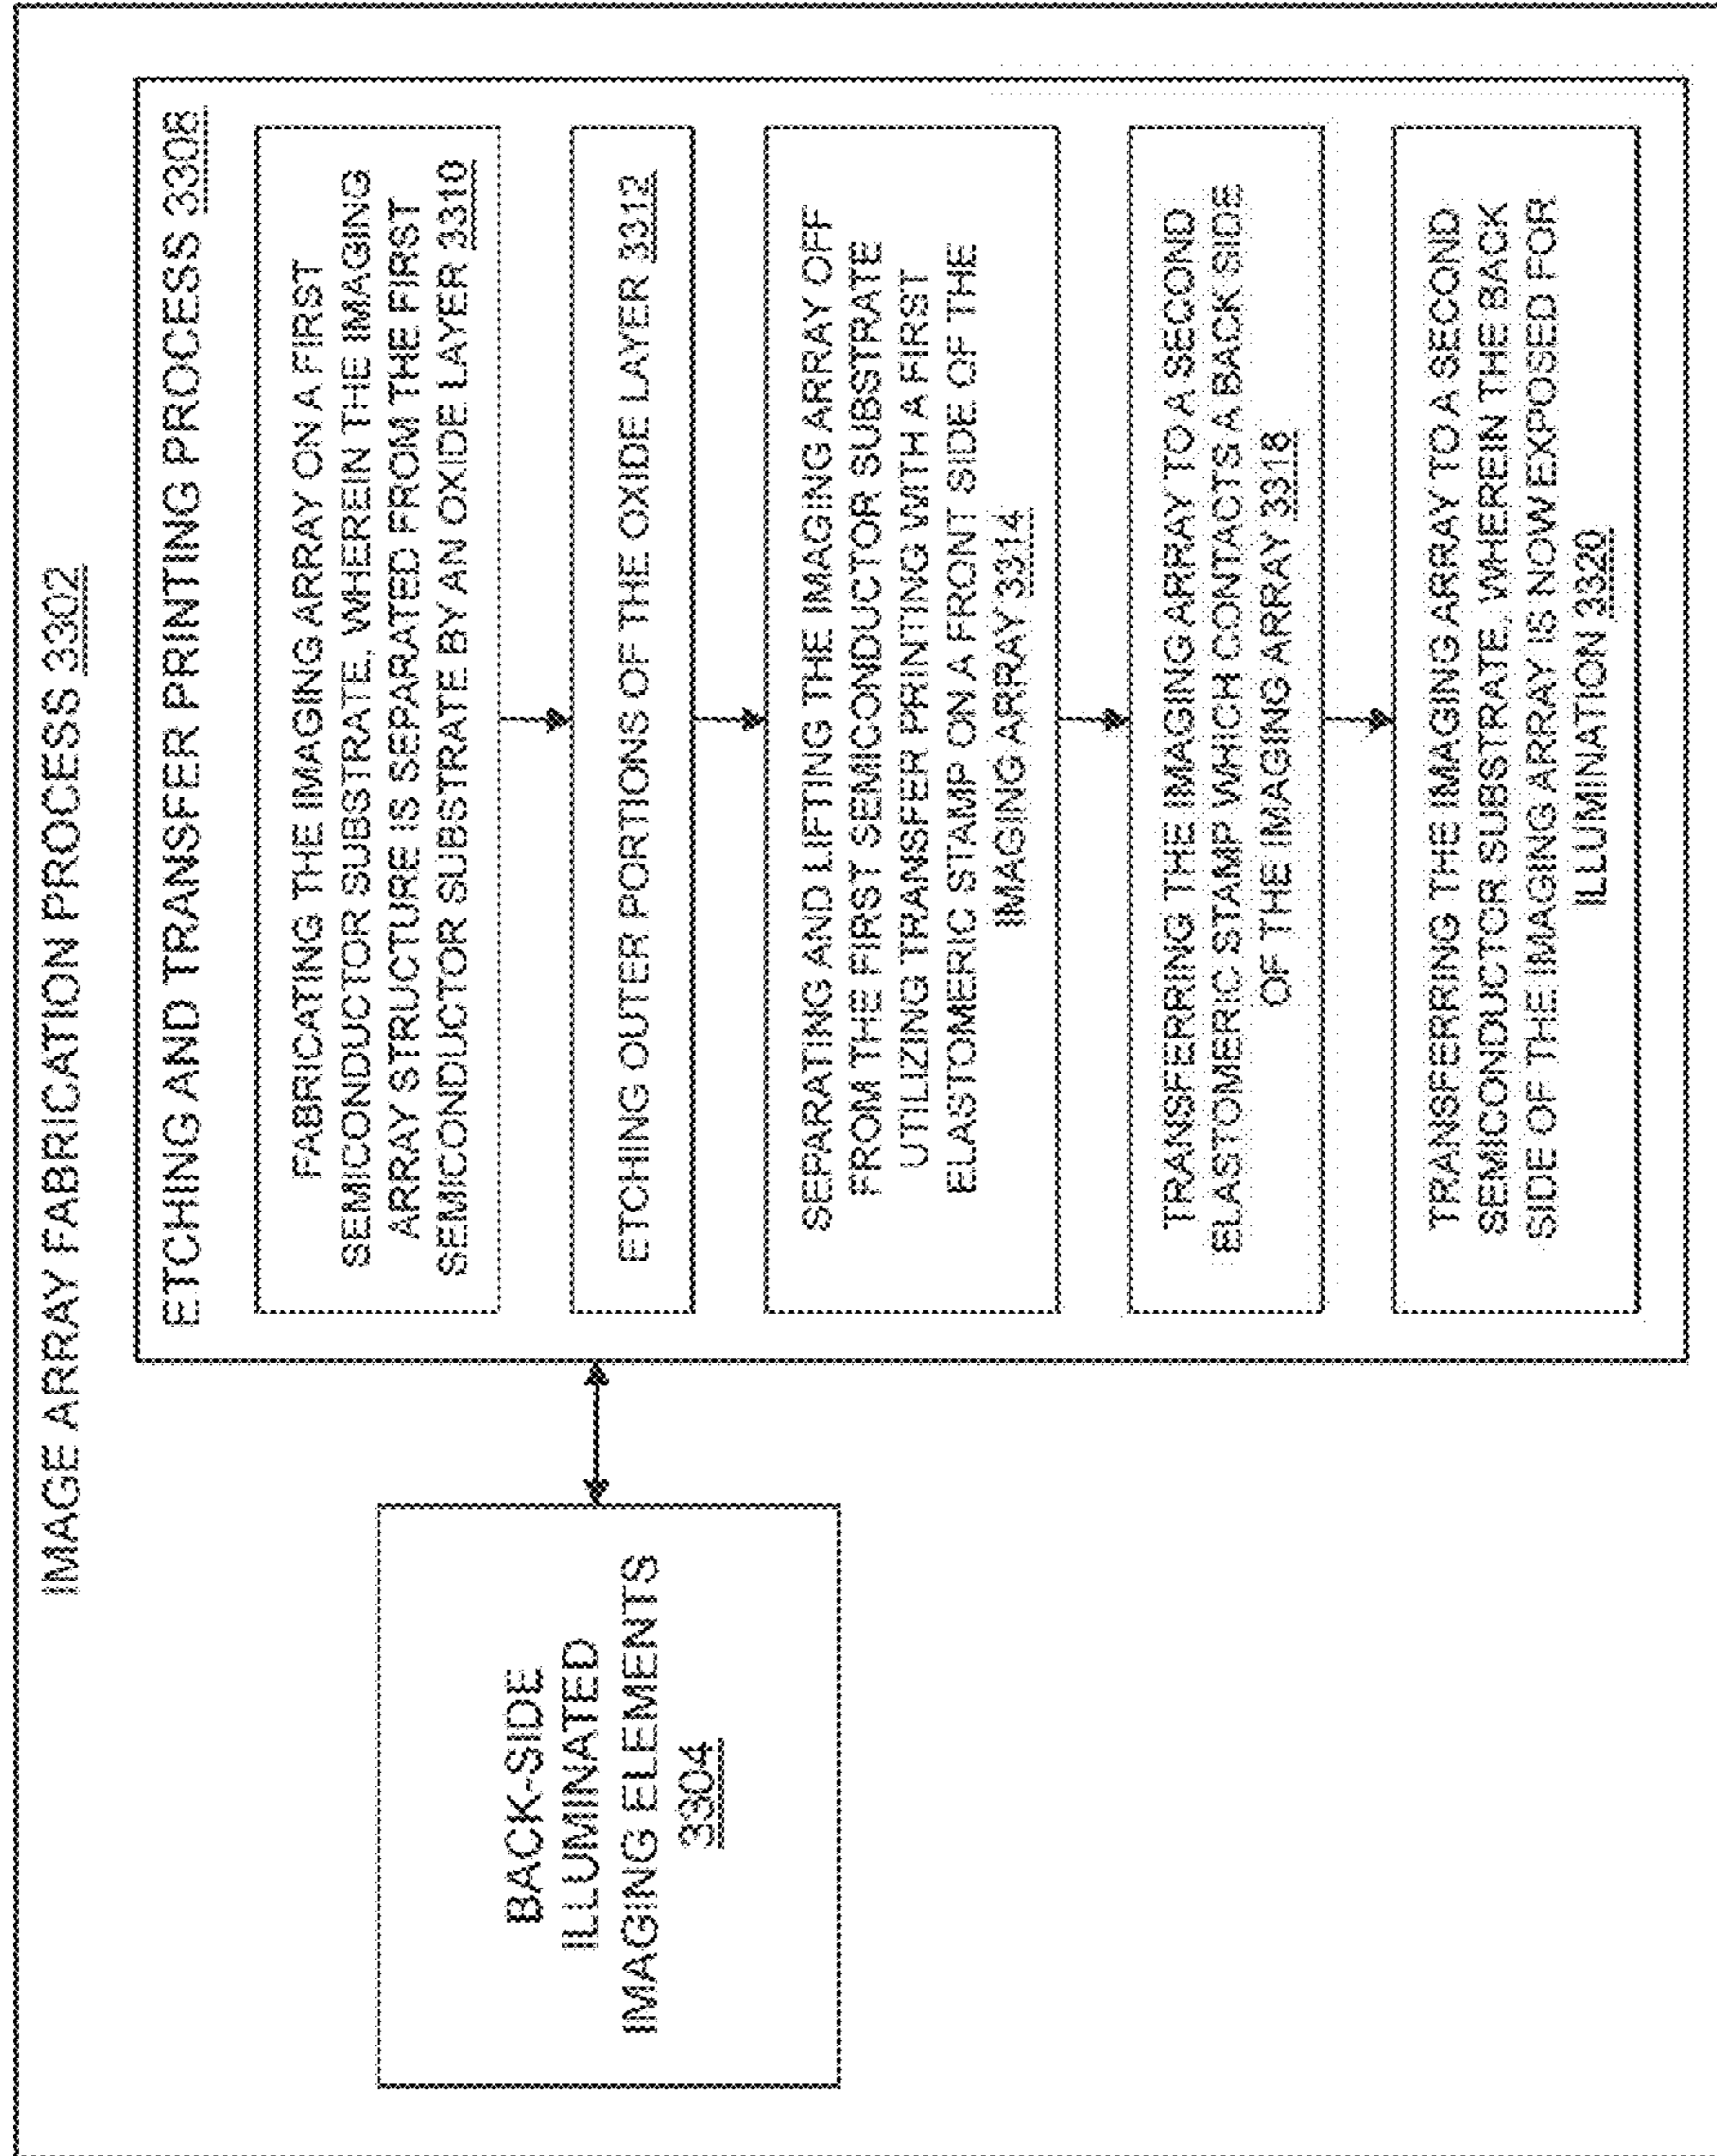 IMAGE ARRAY FABRICATION PROCESS 3302
BACK-SIDE
ILLUMINATED
IMAGING ELEMENTS
3304
ETCHING AND TRANSFER PRINTING PROCESS 3308
FABRICATING THE IMAGING ARRAY ON A FIRST
SEMICONDUCTOR SUBSTRATE, WHEREIN THE IMAGING
ARRAY STRUCTURE IS SEPARATED FROM THE FIRST
SEMICONDUCTOR SUBSTRATE BY AN OXIDE LAYER 3310
ETCHING OUTER PORTIONS OF THE OXIDE LAYER 3312
SEPARATING AND LIFTING THE IMAGING ARRAY OFF
FROM THE FIRST SEMICONDUCTOR SUBSTRATE
UTILIZING TRANSFER PRINTING WITH A FIRST
ELASTOMERIC STAMP ON A FRONT SIDE OF THE
IMAGING ARRAY 3314
TRANSFERRING THE IMAGING ARRAY TO A SECOND
ELASTOMERIC STAMP WHICH CONTACTS A BACK SIDE
OF THE IMAGING ARRAY 3318
TRANSFERRING THE IMAGING ARRAY TO A SECOND
SEMICONDUCTOR SUBSTRATE, WHEREIN THE BACK
SIDE OF THE IMAGING ARRAY IS NOW EXPOSED FOR
ILLUMINATION 3320